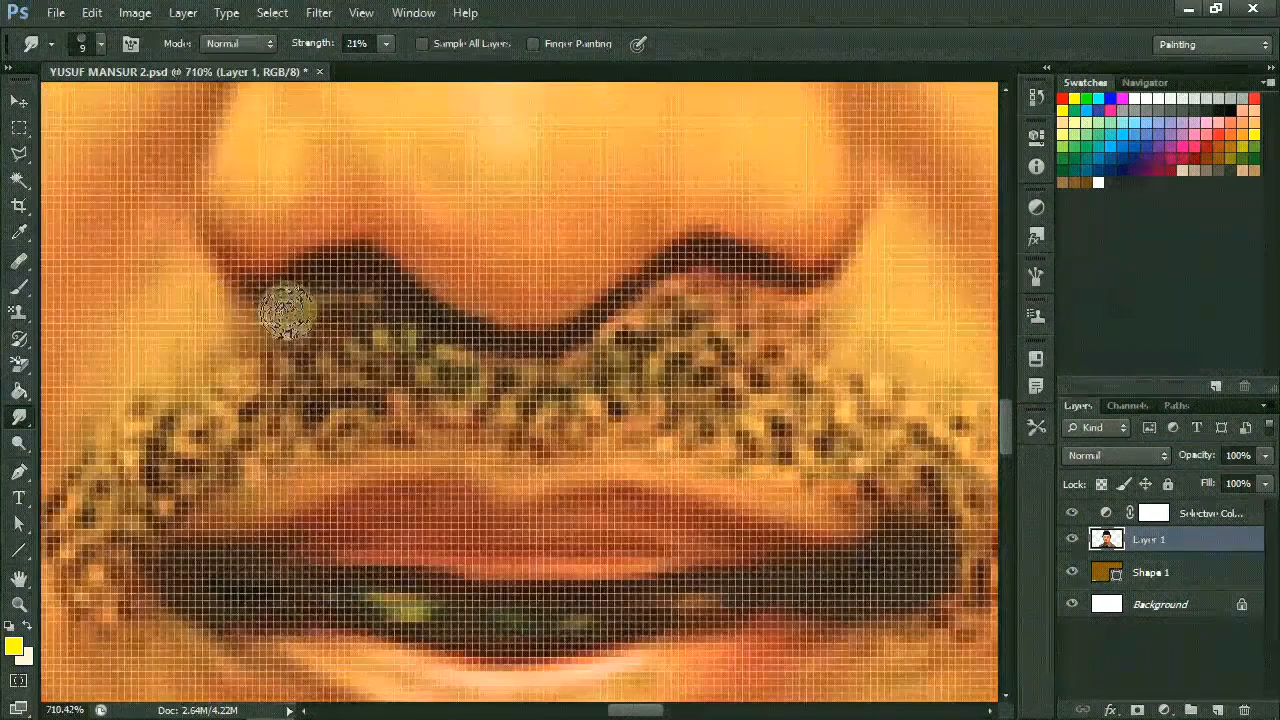 Ps File Edit Image Layer Type Select Filter View Window Help
9 Mode: Normal Strength: 21% Sample All Layers Finger Painting Painting
YUSUF MANSUR 2.psd @ 710% (Layer 1, RGB/8) * ×
Swatches Navigator
Layers Channels Paths
Kind
Normal Opacity: 100%
Lock: Fill: 100%
Selective Col...
Layer 1
Shape 1
Background
710.42% Doc: 2.64M/4.22M